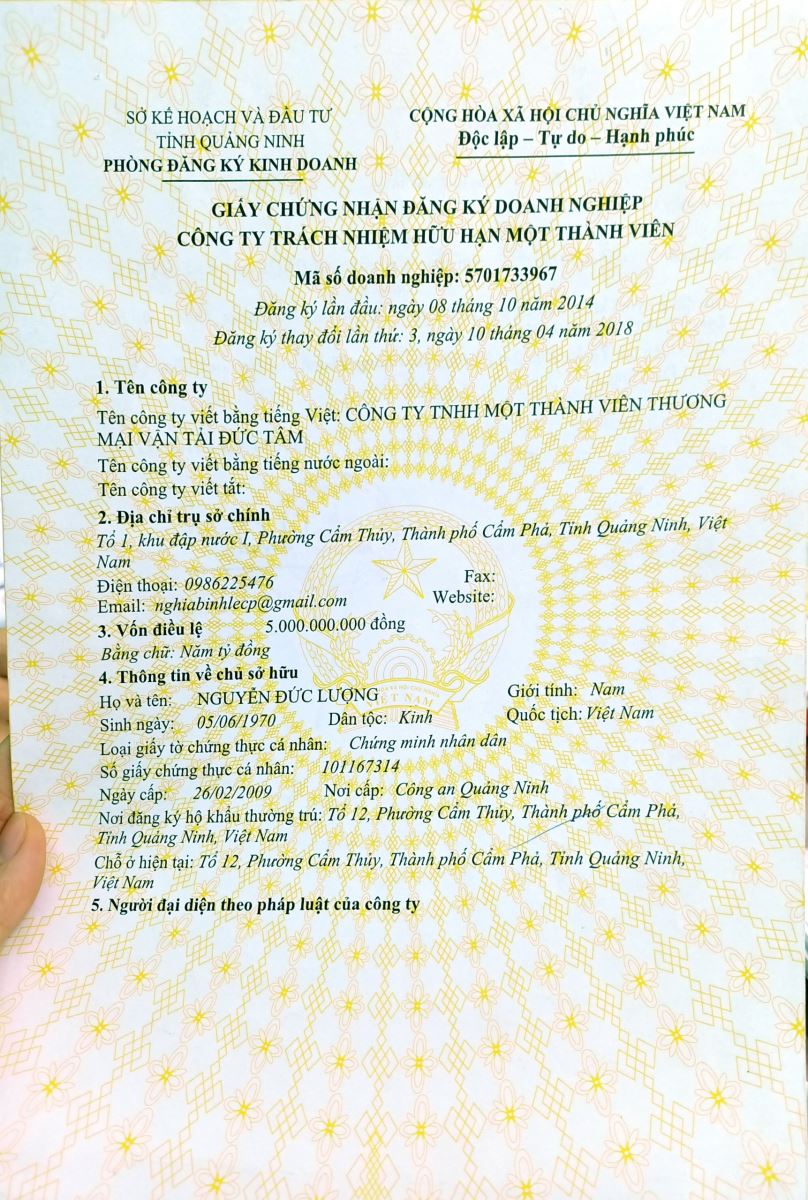 SỞ KẾ HOẠCH VÀ ĐẦU TƯ
TỈNH QUẢNG NINH
PHÒNG ĐĂNG KÝ KINH DOANH
CỘNG HÒA XÃ HỘI CHỦ NGHĨA VIỆT NAM
Độc lập – Tự do – Hạnh phúc
GIẤY CHỨNG NHẬN ĐĂNG KÝ DOANH NGHIỆP
CÔNG TY TRÁCH NHIỆM HỮU HẠN MỘT THÀNH VIÊN
Mã số doanh nghiệp: 5701733967
Đăng ký lần đầu: ngày 08 tháng 10 năm 2014
Đăng ký thay đổi lần thứ: 3, ngày 10 tháng 04 năm 2018
1. Tên công ty
Tên công ty viết bằng tiếng Việt: CÔNG TY TNHH MỘT THÀNH VIÊN THƯƠNG
MẠI VẬN TẢI ĐỨC TÂM
Tên công ty viết bằng tiếng nước ngoài:
Tên công ty viết tắt:
2. Địa chỉ trụ sở chính
Tổ 1, khu đập nước I, Phường Cẩm Thủy, Thành phố Cẩm Phả, Tỉnh Quảng Ninh, Việt
Nam
Điện thoại: 0986225476 Fax:
Email: nghiabinhlecp@gmail.com Website:
3. Vốn điều lệ 5.000.000.000 đồng
Bằng chữ: Năm tỷ đồng
4. Thông tin về chủ sở hữu
Họ và tên: NGUYỄN ĐỨC LƯỢNG Giới tính: Nam
Sinh ngày: 05/06/1970 Dân tộc: Kinh Quốc tịch: Việt Nam
Loại giấy tờ chứng thực cá nhân: Chứng minh nhân dân
Số giấy chứng thực cá nhân: 101167314
Ngày cấp: 26/02/2009 Nơi cấp: Công an Quảng Ninh
Nơi đăng ký hộ khẩu thường trú: Tổ 12, Phường Cẩm Thủy, Thành phố Cẩm Phả,
Tỉnh Quảng Ninh, Việt Nam
Chỗ ở hiện tại: Tổ 12, Phường Cẩm Thủy, Thành phố Cẩm Phả, Tỉnh Quảng Ninh,
Việt Nam
5. Người đại diện theo pháp luật của công ty